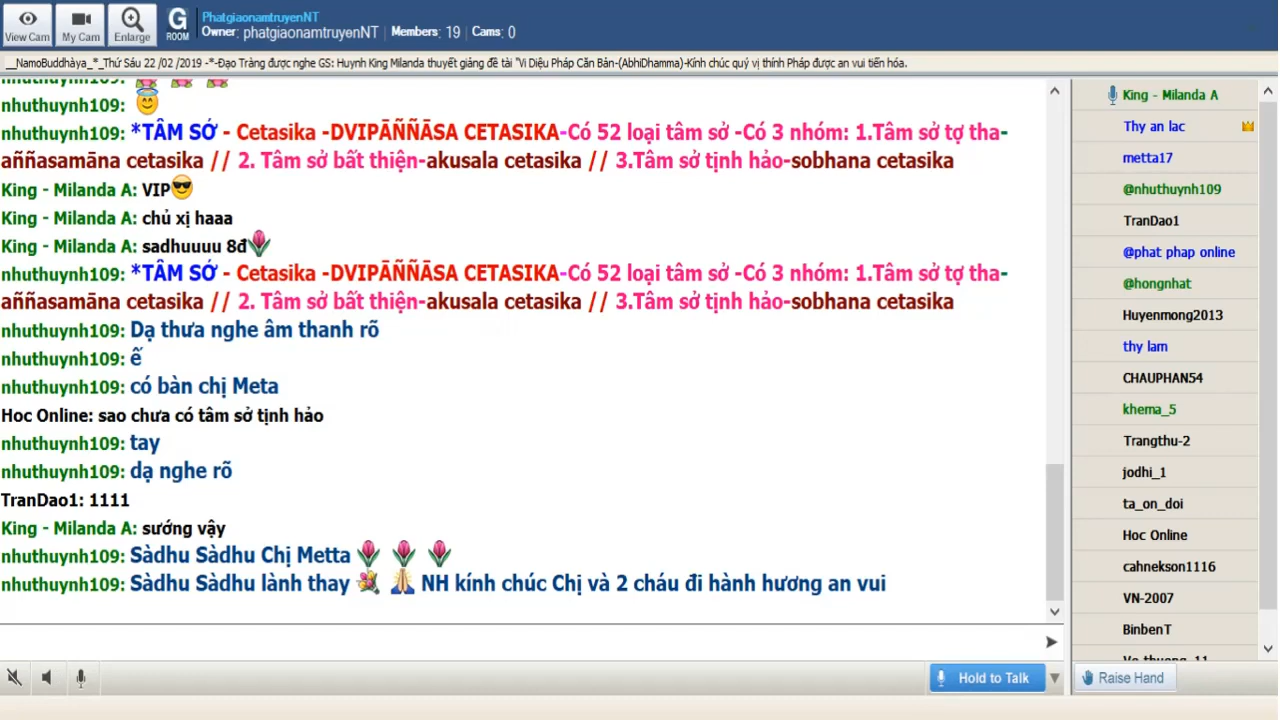 View Cam
My Cam
Enlarge
G
ROOM
PhatgiaonamtruyenNT
Owner: phatgiaonamtruyenNT | Members: 19 | Cams: 0
__NamoBuddhàya_*_Thứ Sáu 22 /02 /2019 -*-Đạo Tràng được nghe GS: Huynh King Milanda thuyết giảng đề tài "Vi Diệu Pháp Căn Bản-(AbhiDhamma)-Kính chúc quý vị thính Pháp được an vui tiến hóa.
nhuthuynh109:
nhuthuynh109:
nhuthuynh109: *TÂM SỞ - Cetasika -DVIPĀÑÑĀSA CETASIKA-Có 52 loại tâm sở -Có 3 nhóm: 1.Tâm sở tợ tha-
aññasamāna cetasika // 2. Tâm sở bất thiện-akusala cetasika // 3.Tâm sở tịnh hảo-sobhana cetasika
King - Milanda A: VIP
King - Milanda A: chủ xị haaa
King - Milanda A: sadhuuuu 8đ
nhuthuynh109: *TÂM SỞ - Cetasika -DVIPĀÑÑĀSA CETASIKA-Có 52 loại tâm sở -Có 3 nhóm: 1.Tâm sở tợ tha-
aññasamāna cetasika // 2. Tâm sở bất thiện-akusala cetasika // 3.Tâm sở tịnh hảo-sobhana cetasika
nhuthuynh109: Dạ thưa nghe âm thanh rõ
nhuthuynh109: ế
nhuthuynh109: có bàn chị Meta
Hoc Online: sao chưa có tâm sở tịnh hảo
nhuthuynh109: tay
nhuthuynh109: dạ nghe rõ
TranDao1: 1111
King - Milanda A: sướng vậy
nhuthuynh109: Sàdhu Sàdhu Chị Metta
nhuthuynh109: Sàdhu Sàdhu lành thay NH kính chúc Chị và 2 cháu đi hành hương an vui
Hold to Talk
King - Milanda A
Thy an lac
metta17
@nhuthuynh109
TranDao1
@phat phap online
@hongnhat
Huyenmong2013
thy lam
CHAUPHAN54
khema_5
Trangthu-2
jodhi_1
ta_on_doi
Hoc Online
cahnekson1116
VN-2007
BinbenT
Raise Hand